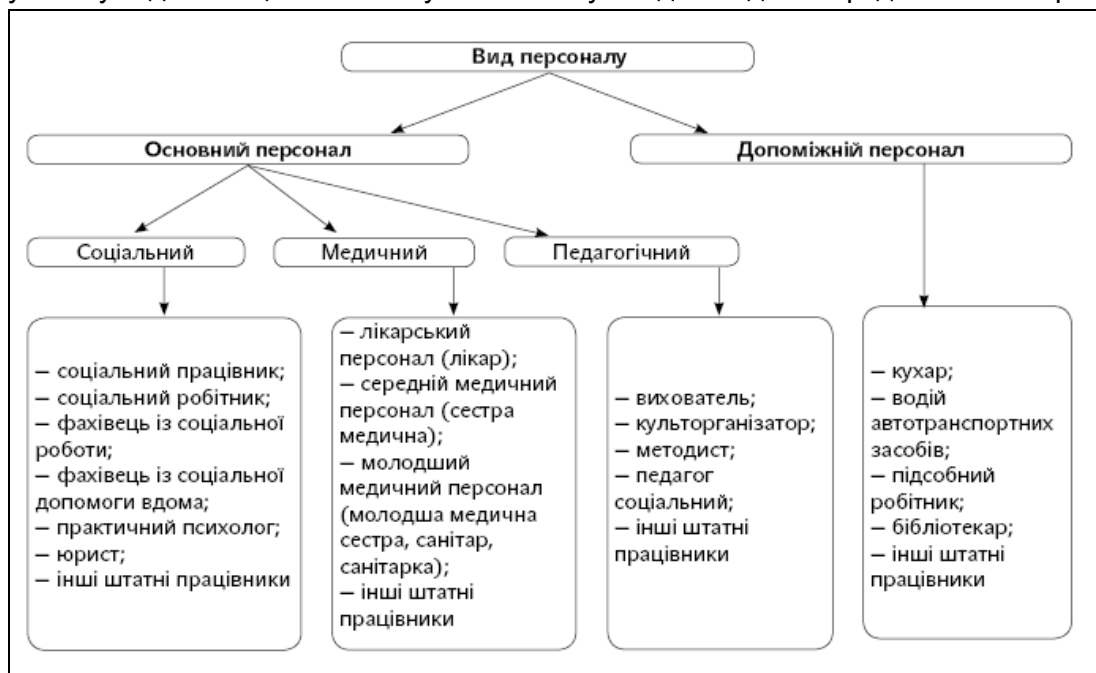 Вид персоналу
Основний персонал
Допоміжній персонал
Соціальний
Медичний
Педагогічний
– соціальний працівник;
– соціальний робітник;
– фахівець із соціальної
роботи;
– фахівець із соціальної
допомоги вдома;
– практичний психолог;
– юрист;
– інші штатні працівники
– лікарський
персонал (лікар);
– середній медичний
персонал (сестра
медична);
– молодший
медичний персонал
(молодша медична
сестра, санітар,
санітарка);
– інші штатні
працівники
– вихователь;
– культорганізатор;
– методист;
– педагог
соціальний;
– інші штатні
працівники
– кухар;
– водій
автотранспортних
засобів;
– підсобний
робітник;
– бібліотекар;
– інші штатні
працівники